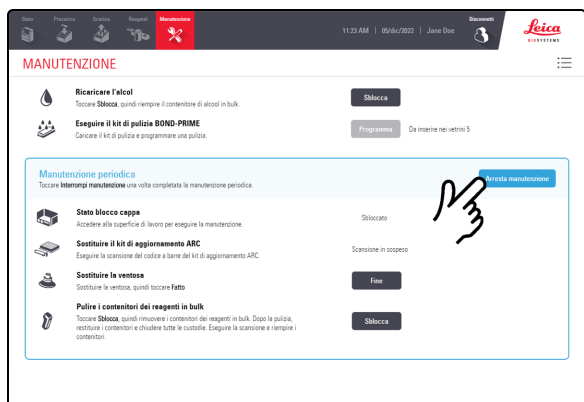 Stato Precarica Scarica Reagenti Manutenzione
11:23 AM | 05/dic/2022 | Jane Doe
Disconnetti
Leica
BIOSYSTEMS
MANUTENZIONE
Ricaricare l'alcol
Toccare Sblocca, quindi riempire il contenitore di alcool in bulk.
Sblocca
Eseguire il kit di pulizia BOND-PRIME
Caricare il kit di pulizia e programmare una pulizia.
Programma
Da inserire nei vetrini 5
Manutenzione periodica
Toccare Interrompi manutenzione una volta completata la manutenzione periodica.
Arresta manutenzione
Stato blocco cappa
Accedere alla superficie di lavoro per eseguire la manutenzione.
Sbloccato
Sostituire il kit di aggiornamento ARC
Eseguire la scansione del codice a barre del kit di aggiornamento ARC.
Scansione in sospeso
Sostituire la ventosa
Sostituire la ventosa, quindi toccare Fatto
Fine
Pulire i contenitori dei reagenti in bulk
Toccare Sblocca, quindi rimuovere i contenitori dei reagenti in bulk. Dopo la pulizia,
restituire i contenitori e chiudere tutte le custodie. Eseguire la scansione e riempire i
contenitori.
Sblocca